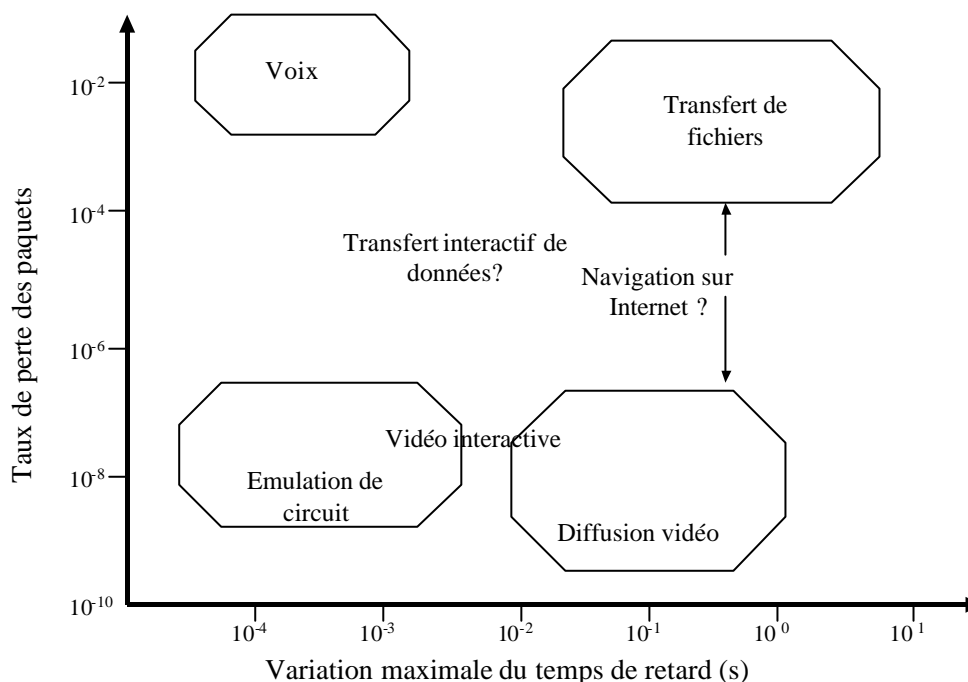 Voix
10-2
Transfert de
fichiers
Taux de perte des paquets
10-4
Transfert interactif de
données?
Navigation sur
Internet ?
10-6
Vidéo interactive
10-8
Emulation de
circuit
Diffusion vidéo
10-10
10-4
10-3
10-2
10-1
10 0
10 1
Variation maximale du temps de retard (s)